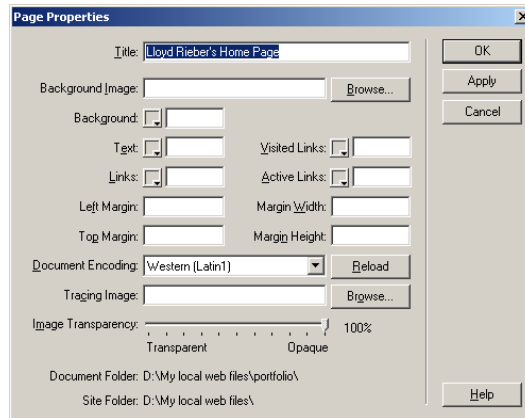 Page Properties
Title: Lloyd Rieber's Home Page
OK
Background Image:
Browse...
Apply
Background:
Cancel
Text:
Visited Links:
Links:
Active Links:
Left Margin:
Margin Width:
Top Margin:
Margin Height:
Document Encoding: Western (Latin1)
Reload
Tracing Image:
Browse...
Image Transparency:
100%
Transparent
Opaque
Document Folder: D:\My local web files\portfolio\
Site Folder: D:\My local web files\
Help